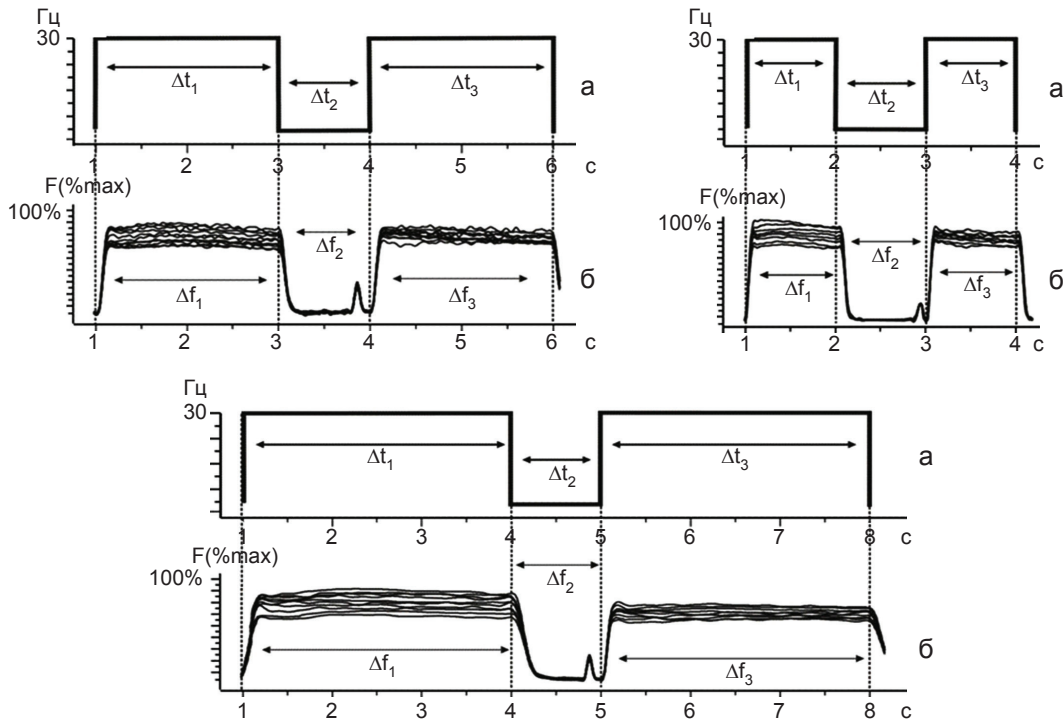 Гц
30
Δt1
Δt2
Δt3
а
1 2 3 4 5 6 с
F(%max)
100%
Δf1
Δf2
Δf3
б
1 2 3 4 5 6 с
Гц
30
Δt1
Δt2
Δt3
а
1 2 3 4 с
F(%max)
100%
Δf1
Δf2
Δf3
б
1 2 3 4 с
Гц
30
Δt1
Δt2
Δt3
а
1 2 3 4 5 6 7 8 с
F(%max)
100%
Δf1
Δf2
Δf3
б
1 2 3 4 5 6 7 8 с